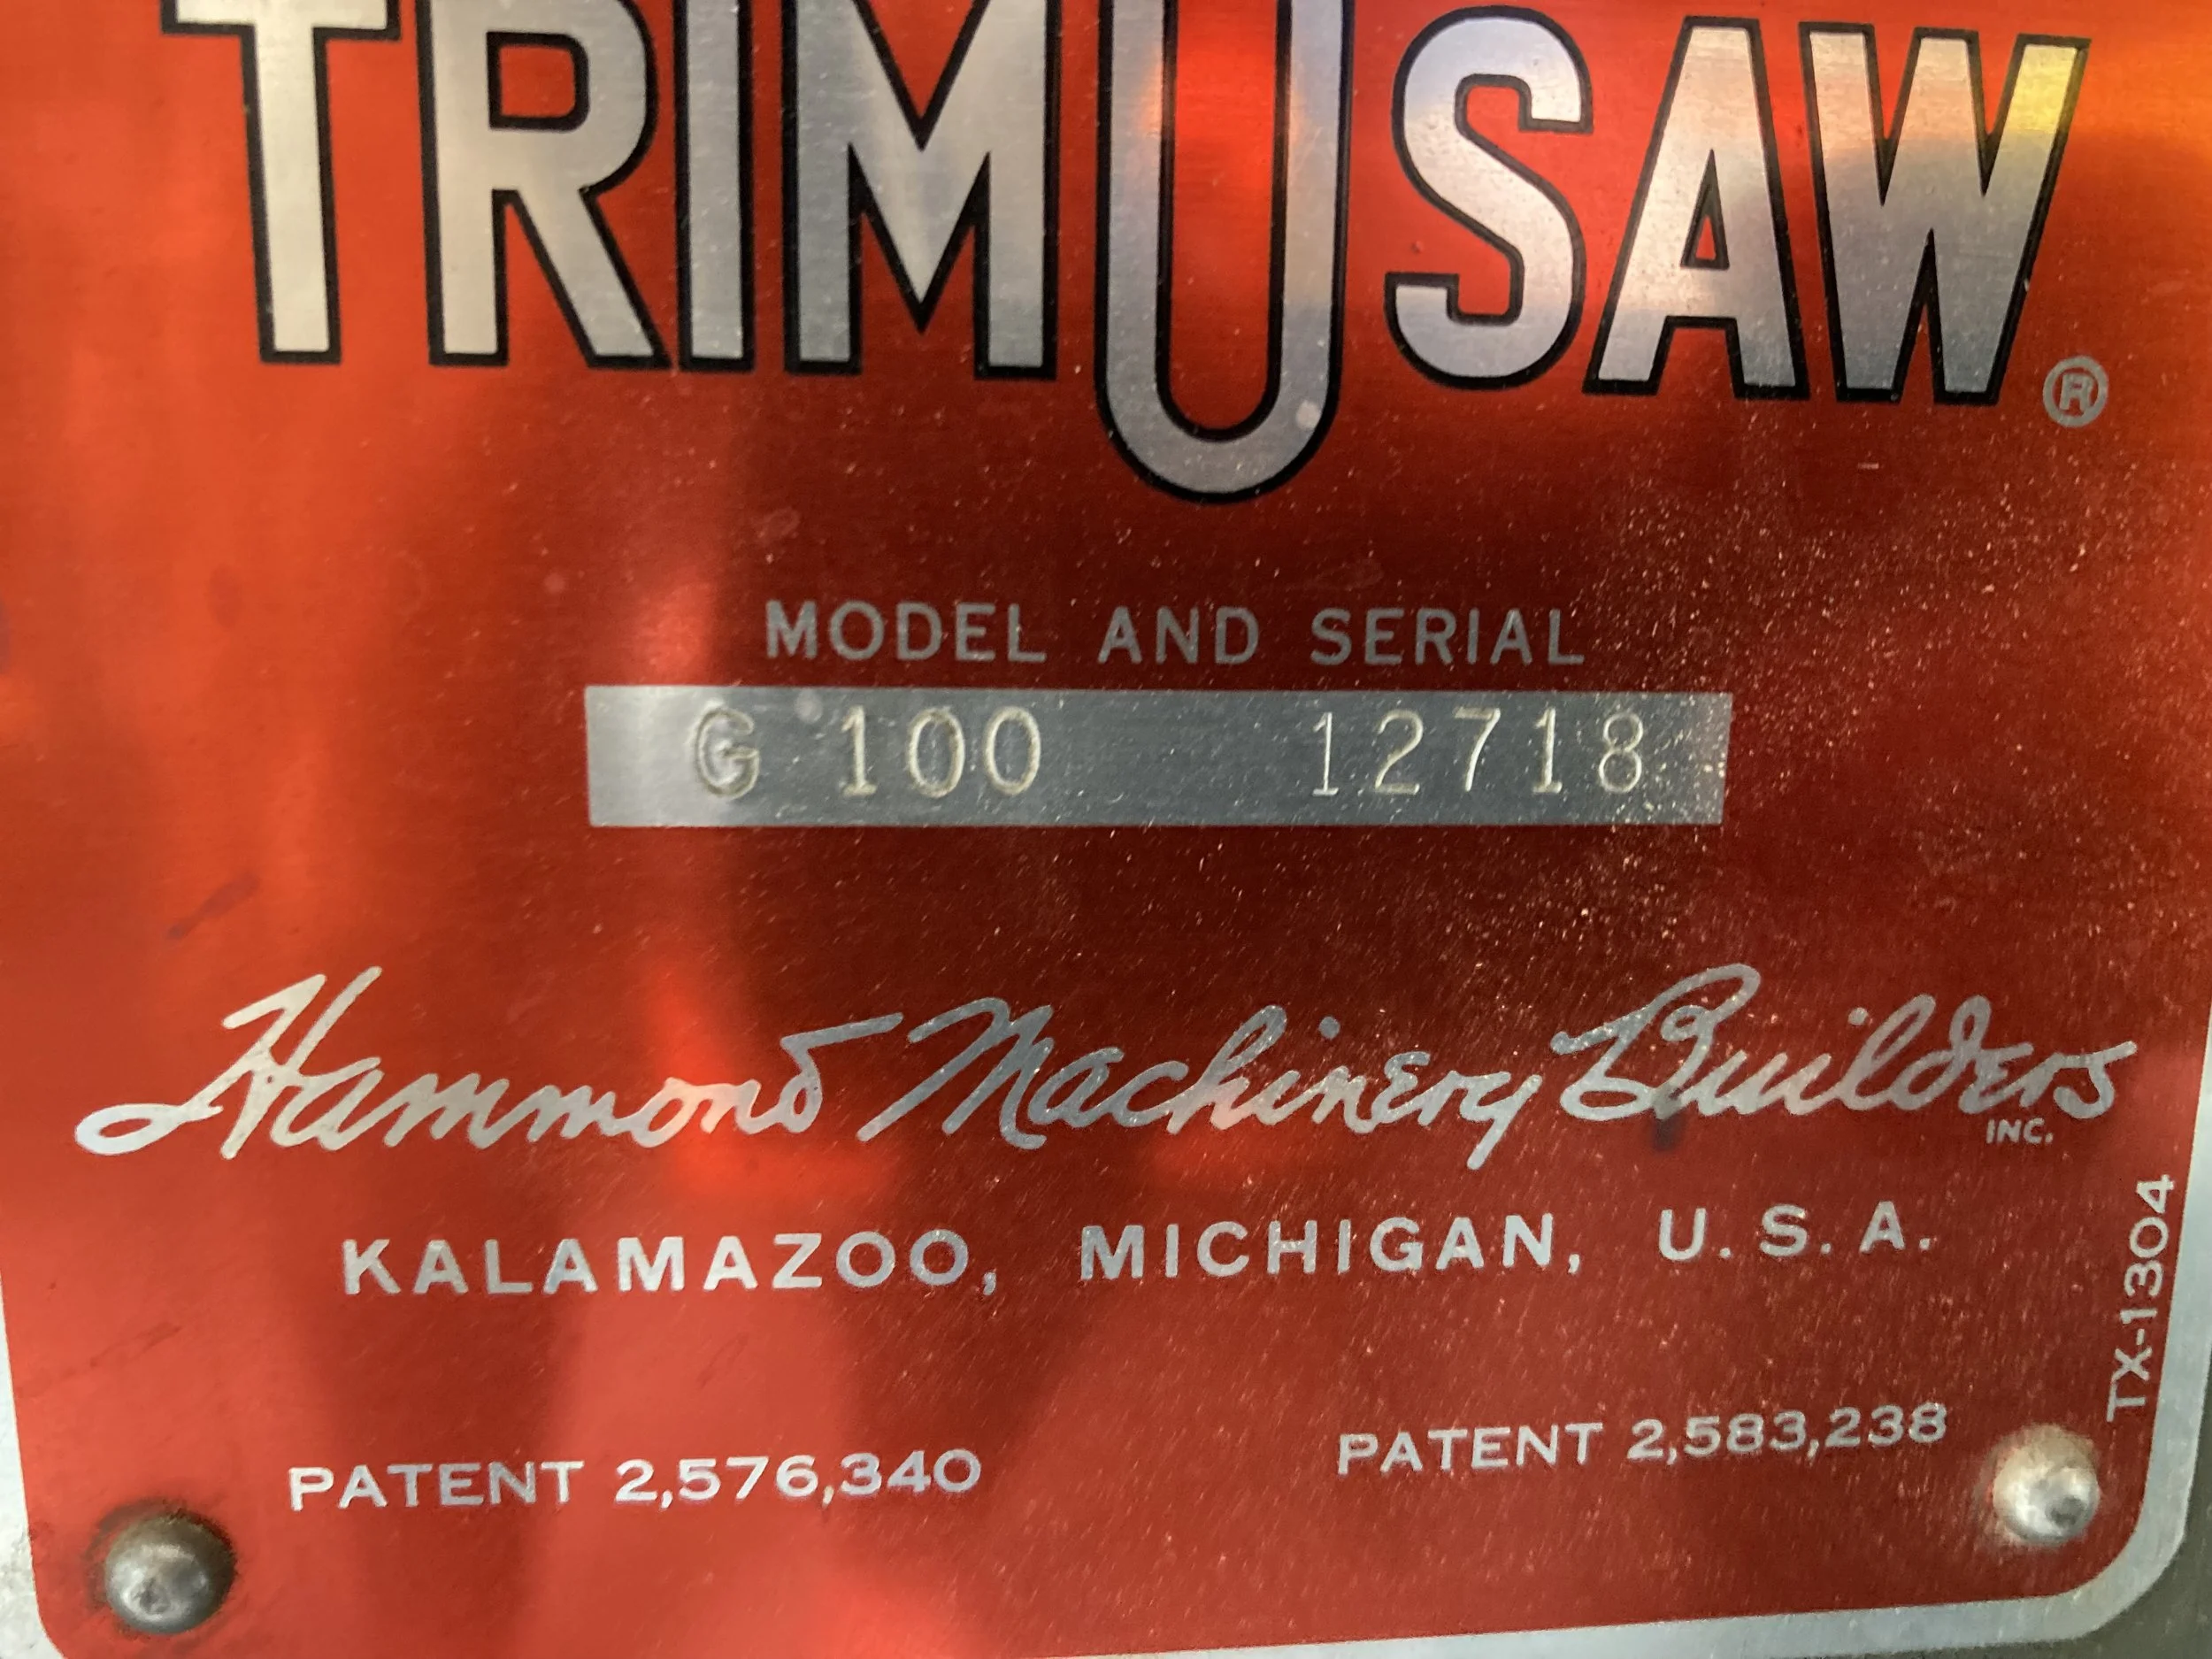 TRIMOSAW ®
MODEL AND SERIAL
G 100 12718
Hammond Machinery Builders
INC.
KALAMAZOO, MICHIGAN, U.S.A.
TX-1304
PATENT 2,576,340 PATENT 2,583,238